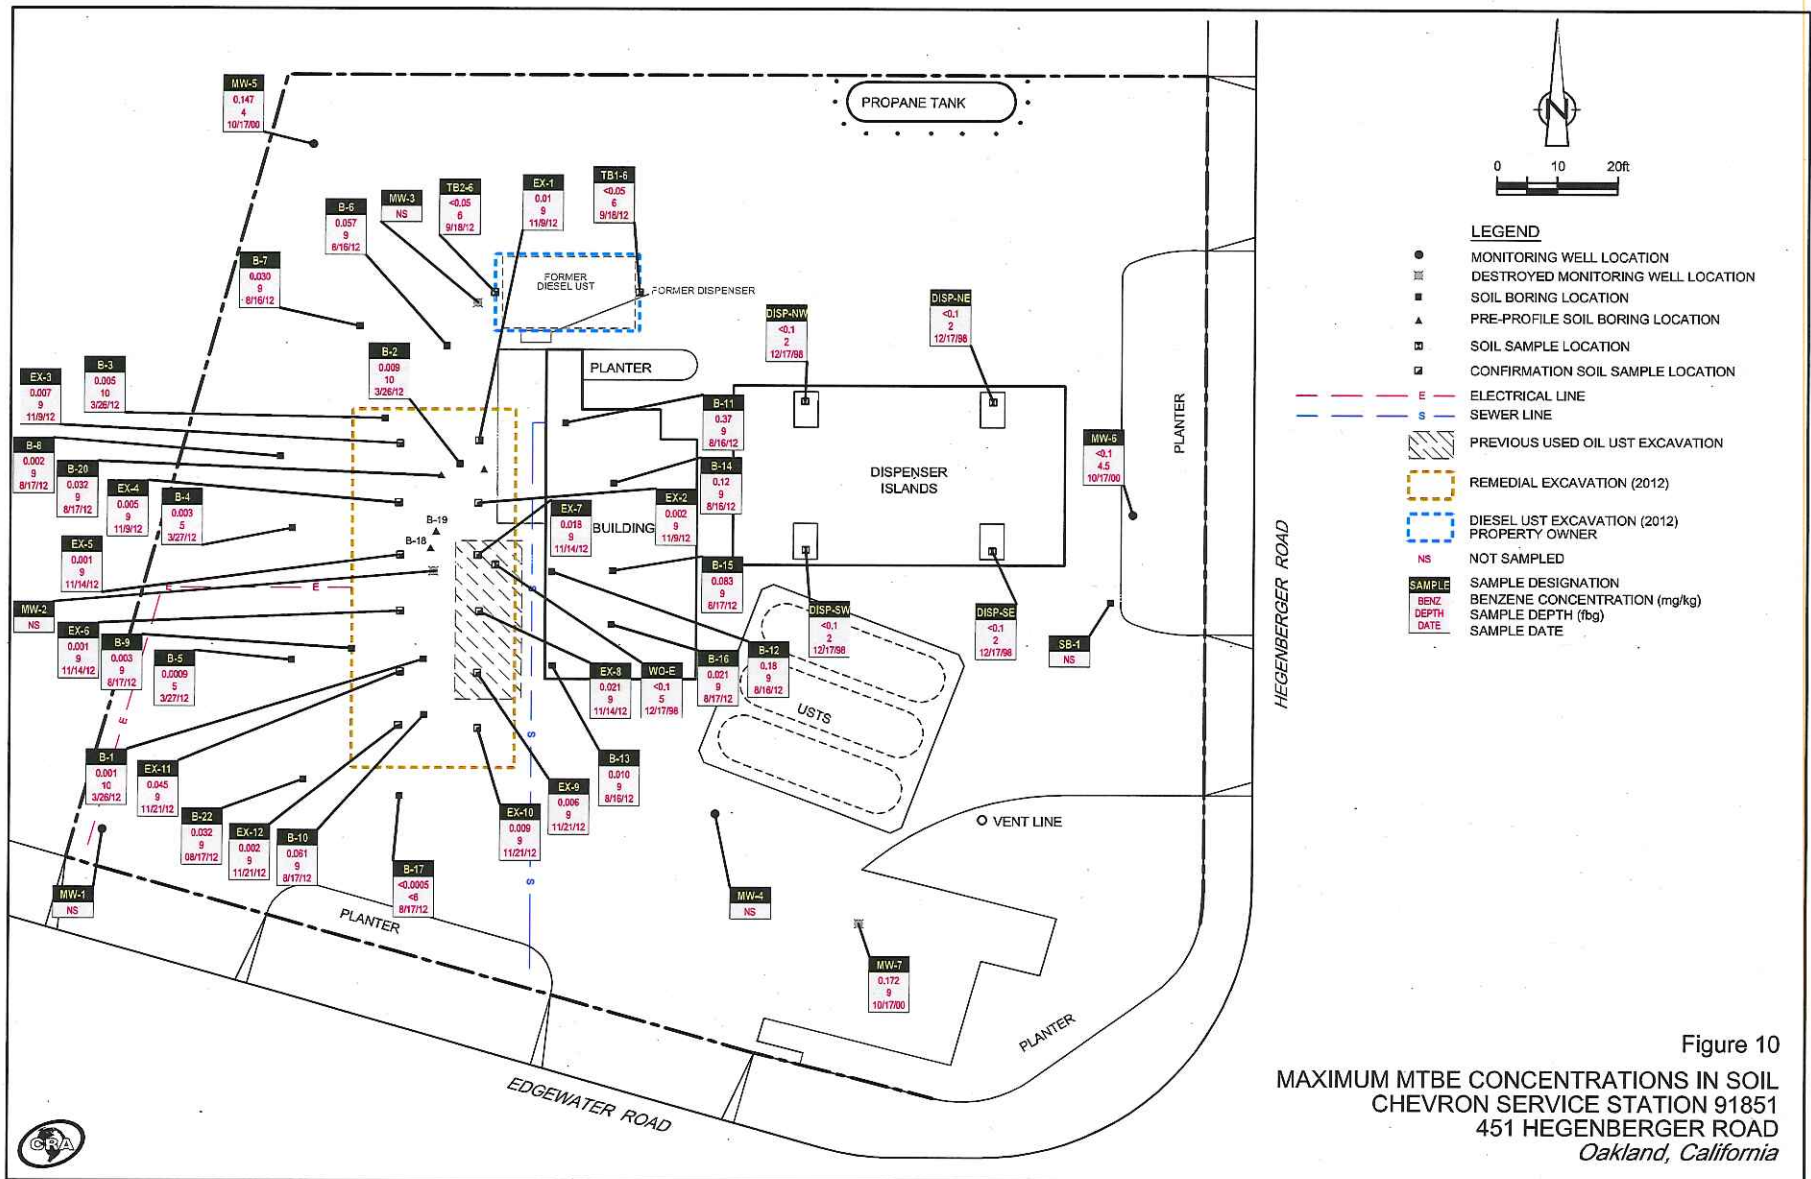 MW-5
0.147
4
10/17/00
PROPANE TANK
N
0 10 20ft
B-6
0.057
9
8/16/12
MW-3
NS
TB2-6
<0.05
6
9/18/12
EX-1
0.01
9
11/9/12
TB1-6
<0.05
6
9/18/12
B-7
0.030
9
8/16/12
FORMER
DIESEL UST
FORMER DISPENSER
DISP-NW
<0.1
2
12/17/98
DISP-NE
<0.1
2
12/17/98
EX-3
0.007
9
11/9/12
B-3
0.005
10
3/26/12
B-2
0.009
10
3/26/12
PLANTER
B-11
0.37
9
8/16/12
PLANTER
B-8
0.002
9
8/17/12
B-20
0.032
9
8/17/12
EX-4
0.005
9
11/9/12
B-4
0.003
5
3/27/12
B-19
B-18
EX-7
0.018
9
11/14/12
BUILDING
EX-2
0.002
9
11/9/12
B-14
0.12
9
8/16/12
DISPENSER
ISLANDS
MW-6
<0.1
4.5
10/17/00
EX-5
0.001
9
11/14/12
B-15
0.083
9
8/17/12
E
E
E
S
S
S
MW-2
NS
EX-6
0.001
9
11/14/12
B-9
0.003
9
8/17/12
B-5
0.0009
5
3/27/12
EX-8
0.021
9
11/14/12
WO-E
<0.1
5
12/17/98
B-16
0.021
9
8/17/12
B-12
0.18
9
8/16/12
DISP-SW
<0.1
2
12/17/98
DISP-SE
<0.1
2
12/17/98
SB-1
NS
USTS
B-1
0.001
10
3/26/12
EX-11
0.045
9
11/21/12
B-22
0.032
9
08/17/12
EX-12
0.002
9
11/21/12
B-10
0.061
9
8/17/12
B-17
<0.0005
<6
8/17/12
EX-10
0.009
9
11/21/12
EX-9
0.006
9
11/21/12
B-13
0.010
9
8/16/12
VENT LINE
MW-1
NS
PLANTER
MW-4
NS
MW-7
0.172
9
10/17/00
PLANTER
EDGEWATER ROAD
HEGENBERGER ROAD
LEGEND
MONITORING WELL LOCATION
DESTROYED MONITORING WELL LOCATION
SOIL BORING LOCATION
PRE-PROFILE SOIL BORING LOCATION
SOIL SAMPLE LOCATION
CONFIRMATION SOIL SAMPLE LOCATION
E ELECTRICAL LINE
S SEWER LINE
PREVIOUS USED OIL UST EXCAVATION
REMEDIAL EXCAVATION (2012)
DIESEL UST EXCAVATION (2012)
PROPERTY OWNER
NS NOT SAMPLED
SAMPLE SAMPLE DESIGNATION
BENZ BENZENE CONCENTRATION (mg/kg)
DEPTH SAMPLE DEPTH (fbg)
DATE SAMPLE DATE
Figure 10
MAXIMUM MTBE CONCENTRATIONS IN SOIL
CHEVRON SERVICE STATION 91851
451 HEGENBERGER ROAD
Oakland, California
CRA